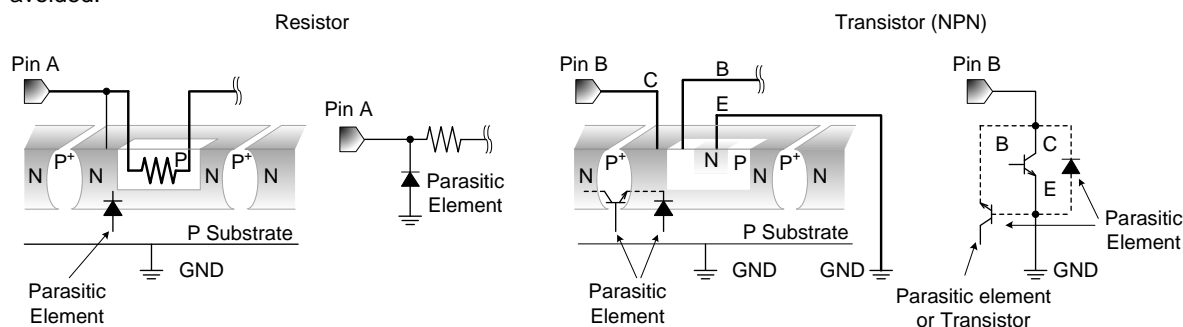 avoided.
Resistor
Transistor (NPN)
Pin A
Pin A
P
N
P+
N
P+
N
N
Parasitic
Element
P Substrate
GND
Parasitic
Element
Pin B
C
B
E
N
P+
N
N
P
P+
N
P Substrate
GND
GND
Parasitic
Element
Pin B
B
C
E
Parasitic
Element
GND
Parasitic element
or Transistor